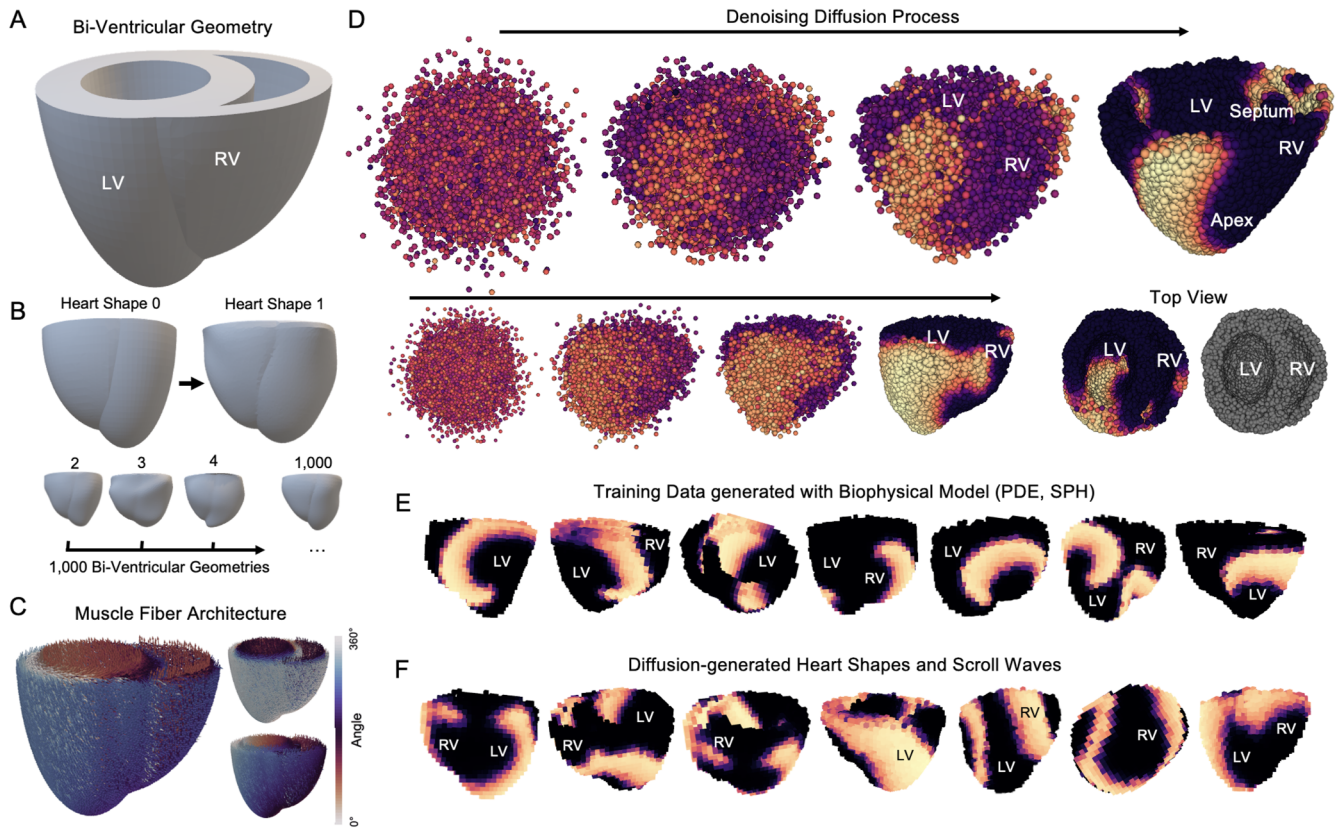 A
Bi-Ventricular Geometry
LV
RV
B
Heart Shape 0
Heart Shape 1
2
3
4
1,000
1,000 Bi-Ventricular Geometries
...
C
Muscle Fiber Architecture
360°
Angle
0°
D
Denoising Diffusion Process
LV
RV
LV
Septum
RV
Apex
Top View
LV
RV
LV
RV
LV
RV
E
Training Data generated with Biophysical Model (PDE, SPH)
LV
LV
RV
LV
LV
RV
LV
RV
LV
RV
LV
F
Diffusion-generated Heart Shapes and Scroll Waves
RV
LV
RV
LV
RV
LV
RV
LV
RV
RV
LV